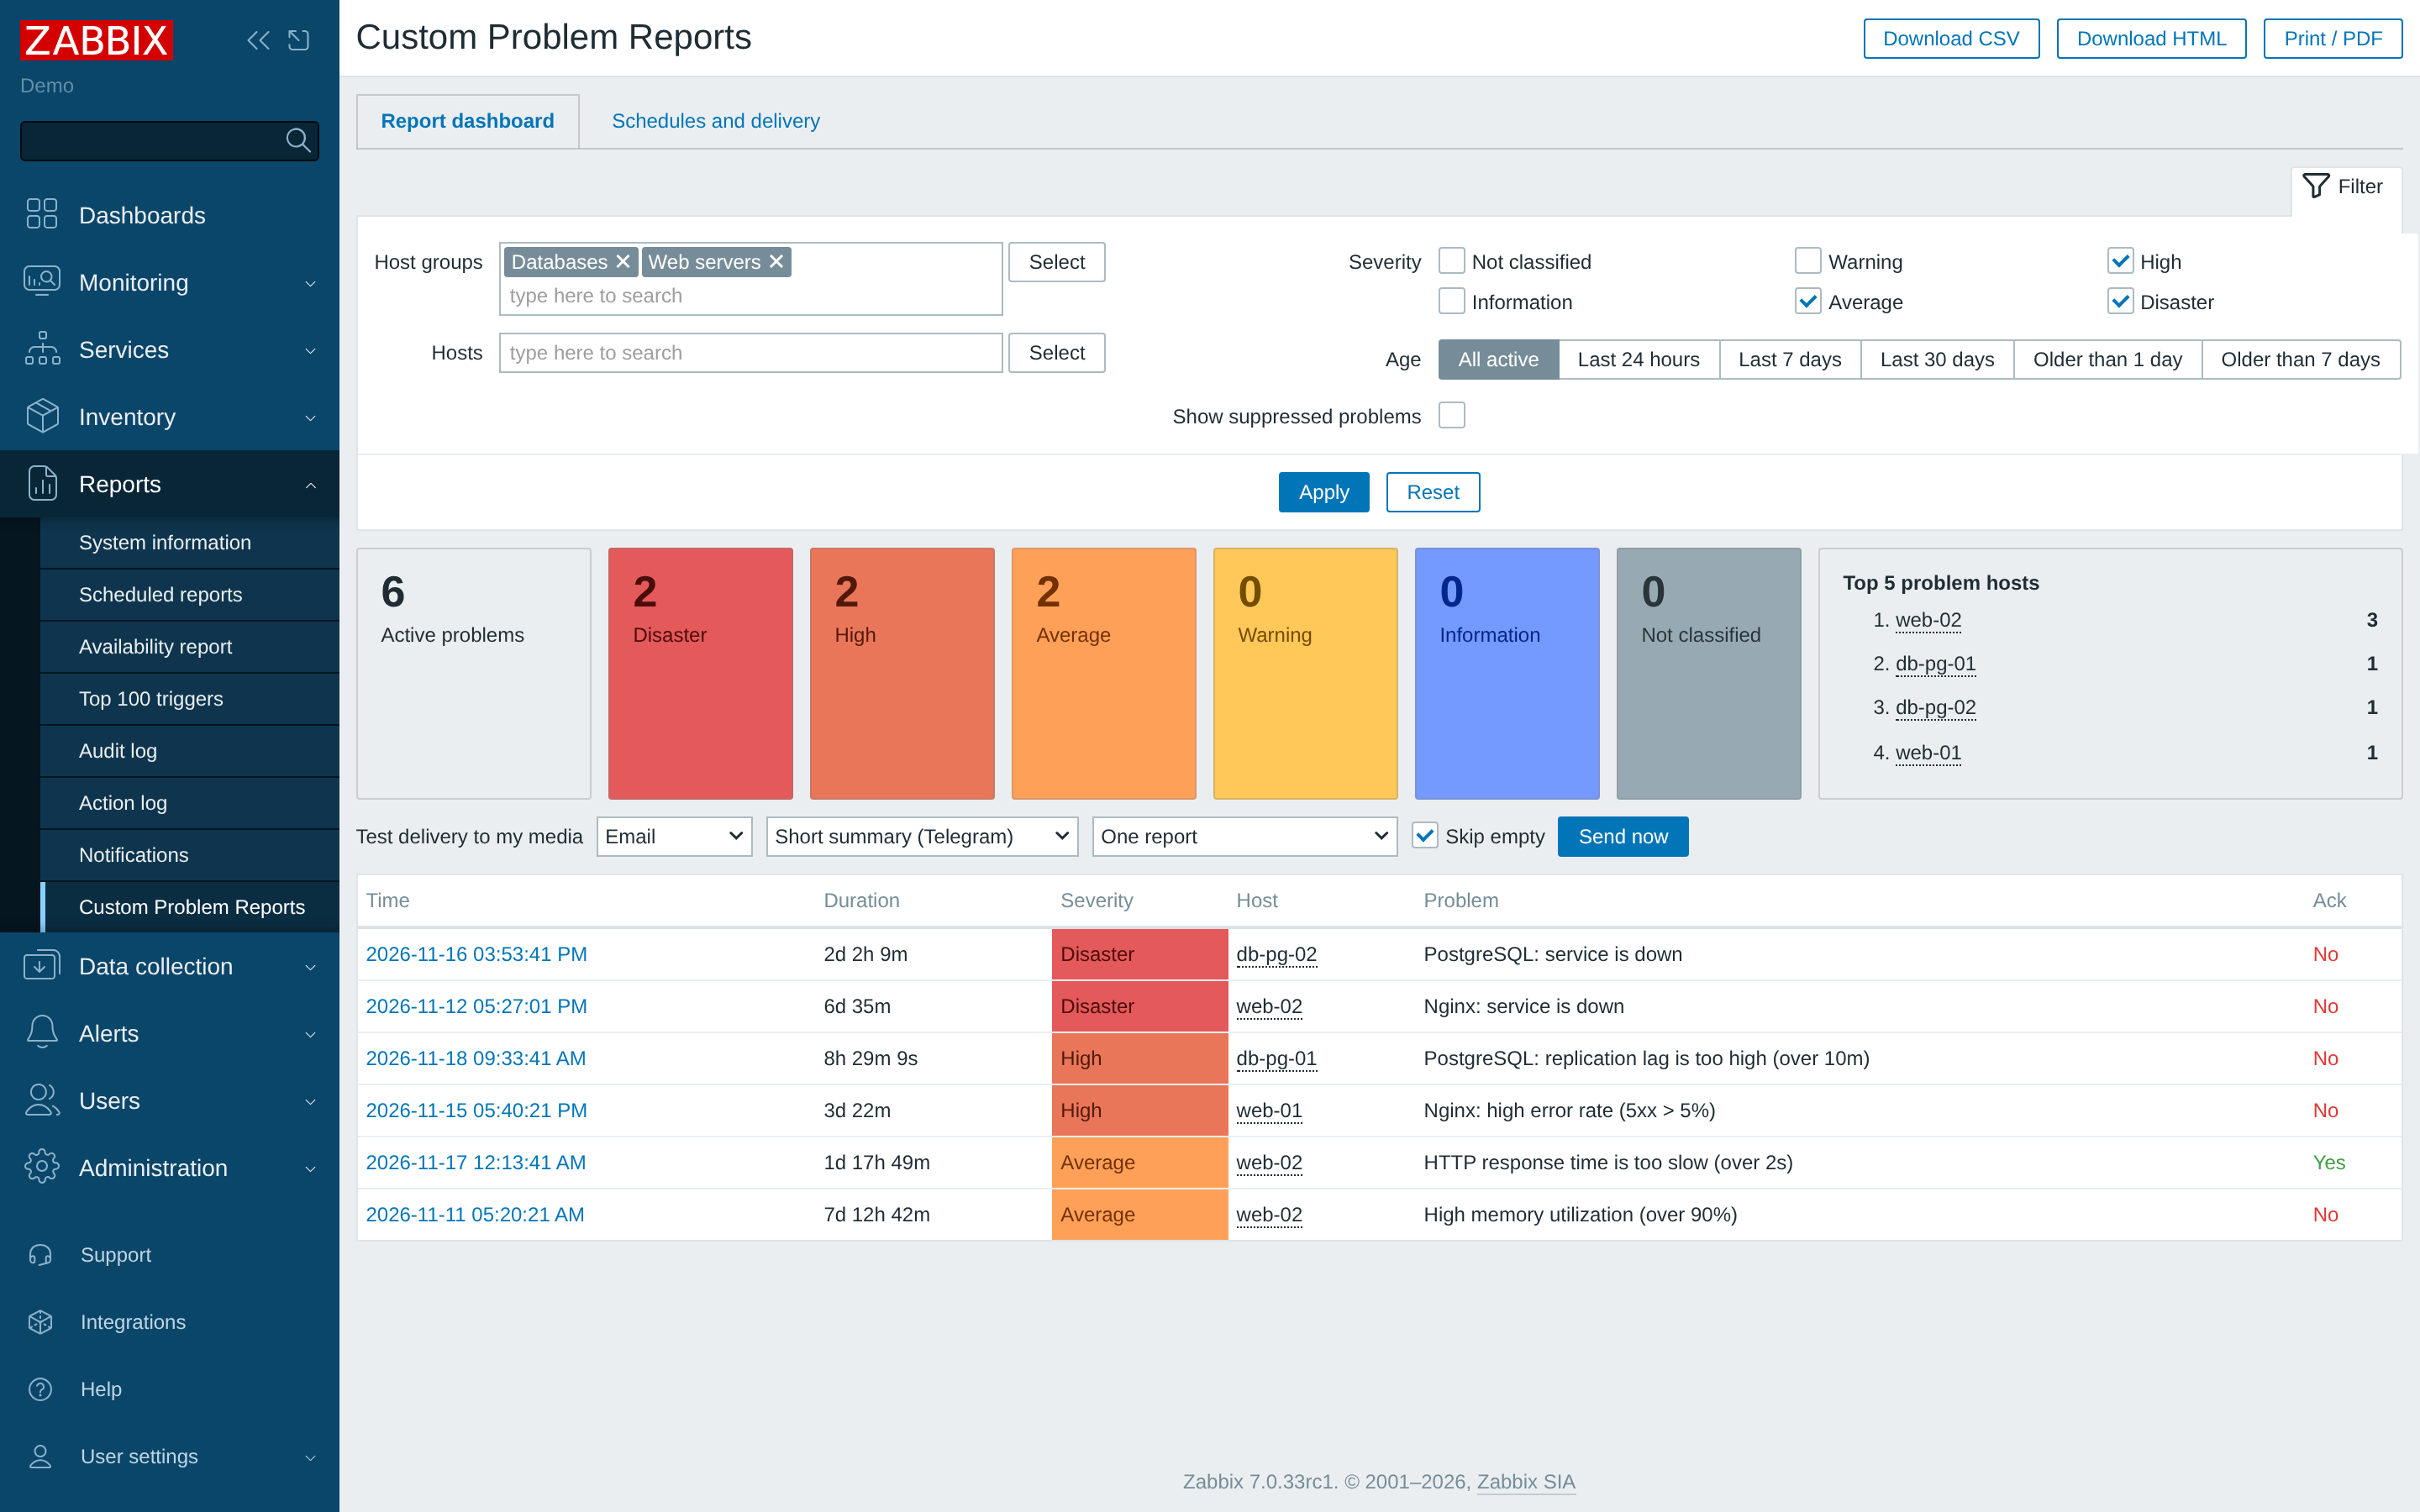 ZABBIX
Demo
Dashboards
Monitoring
Services
Inventory
Reports
System information
Scheduled reports
Availability report
Top 100 triggers
Audit log
Action log
Notifications
Custom Problem Reports
Data collection
Alerts
Users
Administration
Support
Integrations
Help
User settings
Custom Problem Reports
Download CSV Download HTML Print / PDF
Report dashboard Schedules and delivery
Filter
Host groups Databases Web servers Select
type here to search
Hosts type here to search Select
Severity Not classified Warning High
Information Average Disaster
Age All active Last 24 hours Last 7 days Last 30 days Older than 1 day Older than 7 days
Show suppressed problems
Apply Reset
6 Active problems
2 Disaster
2 High
2 Average
0 Warning
0 Information
0 Not classified
Top 5 problem hosts
1. web-02 3
2. db-pg-01 1
3. db-pg-02 1
4. web-01 1
Test delivery to my media Email Short summary (Telegram) One report Skip empty Send now
Time Duration Severity Host Problem Ack
2026-11-16 03:53:41 PM 2d 2h 9m Disaster db-pg-02 PostgreSQL: service is down No
2026-11-12 05:27:01 PM 6d 35m Disaster web-02 Nginx: service is down No
2026-11-18 09:33:41 AM 8h 29m 9s High db-pg-01 PostgreSQL: replication lag is too high (over 10m) No
2026-11-15 05:40:21 PM 3d 22m High web-01 Nginx: high error rate (5xx > 5%) No
2026-11-17 12:13:41 AM 1d 17h 49m Average web-02 HTTP response time is too slow (over 2s) Yes
2026-11-11 05:20:21 AM 7d 12h 42m Average web-02 High memory utilization (over 90%) No
Zabbix 7.0.33rc1. © 2001–2026, Zabbix SIA